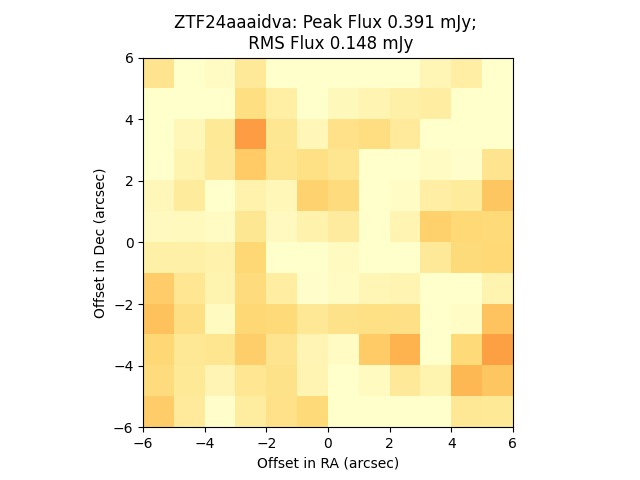 ZTF24aaaidva: Peak Flux 0.391 mJy;
RMS Flux 0.148 mJy
6
4
2
0
−2
−4
−6
Offset in Dec (arcsec)
−6 −4 −2 0 2 4 6
Offset in RA (arcsec)